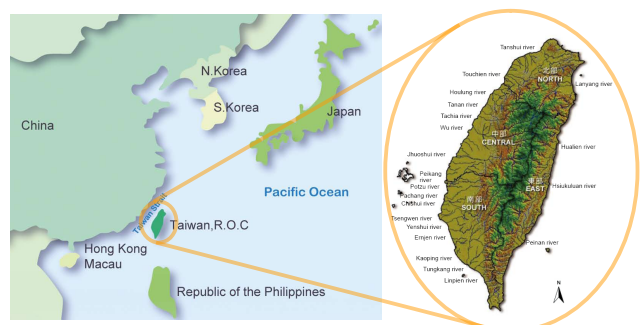 N.Korea
S.Korea
China
Japan
Pacific Ocean
Taiwan Str
Taiwan,R.O.C
Hong Kong
Macau
Republic of the Philippines
Tanshui river
北部
NORTH
Touchien river
Lanyang river
Houlung river
Tanan river
Tachia river
Wu river
中部
CENTRAL
Hualien river
Jhuoshui river
Peikang
river
Potzu river
東部
EAST
Hsiukuluan river
Pachang river
Chishui river
南部
SOUTH
Tsengwen river
Yenshui river
Ernjen river
Peinan river
Kaoping river
Tungkang river
Linpien river
N